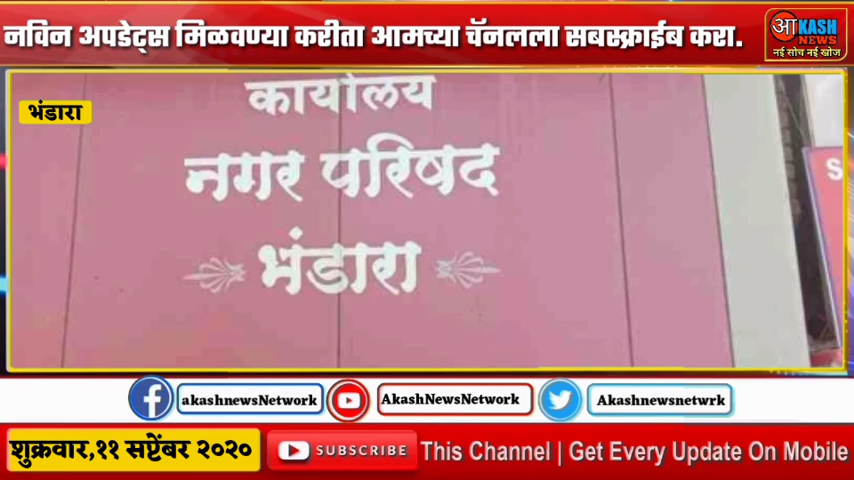 नविन अपडेट्स मिळवण्या करीता आमच्या चॅनलला सबस्क्राईब करा.
आKASH
NEWS
नई सोच नई खोज
भंडारा
कार्यालय
नगर परिषद
भंडारा
S
akashnewsNetwork
AkashNewsNetwork
Akashnewsnetwrk
शुक्रवार,११ सप्टेंबर २०२०
SUBSCRIBE
This Channel | Get Every Update On Mobile